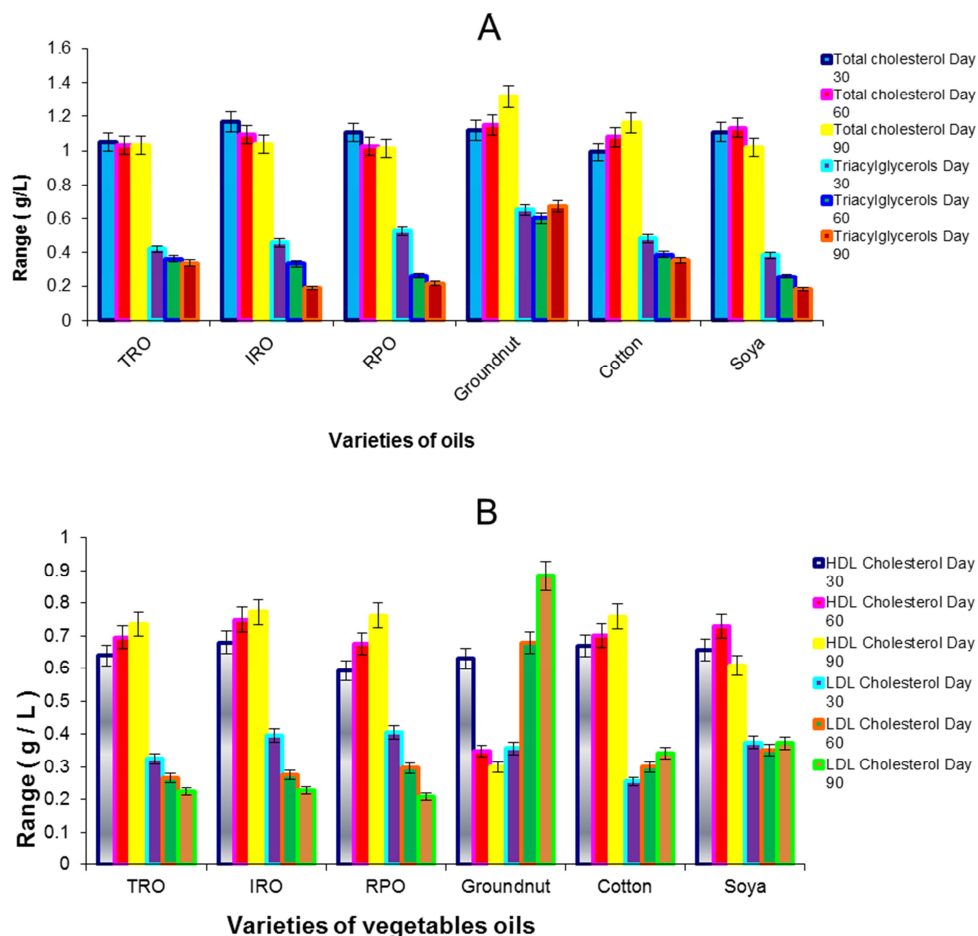 A
Range ( g/L)
1.6
1.4
1.2
1
0.8
0.6
0.4
0.2
0
TRO
IRO
RPO
Groundnut
Cotton
Soya
Varieties of oils
Total cholesterol Day
30
Total cholesterol Day
60
Total cholesterol Day
90
Triacylglycerols Day
30
Triacylglycerols Day
60
Triacylglycerols Day
90
B
Range ( g / L )
1
0.9
0.8
0.7
0.6
0.5
0.4
0.3
0.2
0.1
0
TRO
IRO
RPO
Groundnut
Cotton
Soya
Varieties of vegetables oils
HDL Cholesterol Day
30
HDL Cholesterol Day
60
HDL Cholesterol Day
90
LDL Cholesterol Day
30
LDL Cholesterol Day
60
LDL Cholesterol Day
90